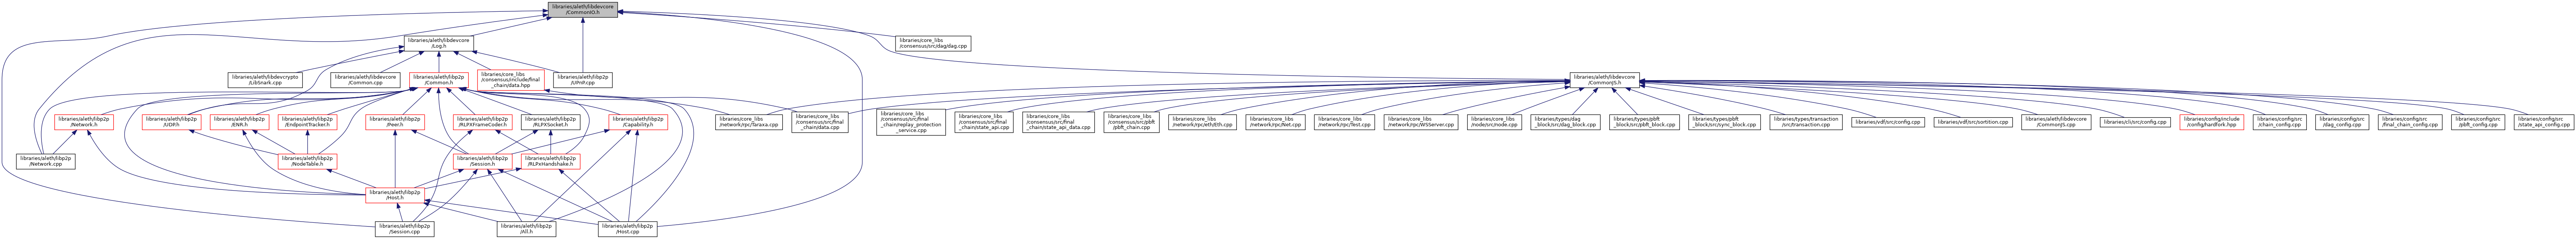 libraries/aleth/libdevcore
/CommonIO.h
libraries/aleth/libdevcore
/Log.h
libraries/core_libs
/consensus/src/dag/dag.cpp
libraries/aleth/libdevcrypto
/LibSnark.cpp
libraries/aleth/libdevcore
/Common.cpp
libraries/aleth/libp2p
/Common.h
libraries/core_libs
/consensus/include/final
_chain/data.hpp
libraries/aleth/libp2p
/UPnP.cpp
libraries/aleth/libdevcore
/CommonJS.h
libraries/aleth/libp2p
/Network.h
libraries/aleth/libp2p
/UDP.h
libraries/aleth/libp2p
/ENR.h
libraries/aleth/libp2p
/EndpointTracker.h
libraries/aleth/libp2p
/Peer.h
libraries/aleth/libp2p
/RLPXFrameCoder.h
libraries/aleth/libp2p
/RLPXSocket.h
libraries/aleth/libp2p
/Capability.h
libraries/core_libs
/network/rpc/Taraxa.cpp
libraries/core_libs
/consensus/src/final
_chain/data.cpp
libraries/core_libs
/consensus/src/final
_chain/replay_protection
_service.cpp
libraries/core_libs
/consensus/src/final
_chain/state_api.cpp
libraries/core_libs
/consensus/src/final
_chain/state_api_data.cpp
libraries/core_libs
/consensus/src/pbft
/pbft_chain.cpp
libraries/core_libs
/network/rpc/eth/Eth.cpp
libraries/core_libs
/network/rpc/Net.cpp
libraries/core_libs
/network/rpc/Test.cpp
libraries/core_libs
/network/rpc/WSServer.cpp
libraries/core_libs
/node/src/node.cpp
libraries/types/dag
_block/src/dag_block.cpp
libraries/types/pbft
_block/src/pbft_block.cpp
libraries/types/pbft
_block/src/sync_block.cpp
libraries/types/transaction
/src/transaction.cpp
libraries/vdf/src/config.cpp
libraries/vdf/src/sortition.cpp
libraries/aleth/libdevcore
/CommonJS.cpp
libraries/cli/src/config.cpp
libraries/config/include
/config/hardfork.hpp
libraries/config/src
/chain_config.cpp
libraries/config/src
/dag_config.cpp
libraries/config/src
/final_chain_config.cpp
libraries/config/src
/pbft_config.cpp
libraries/config/src
/state_api_config.cpp
libraries/aleth/libp2p
/Network.cpp
libraries/aleth/libp2p
/NodeTable.h
libraries/aleth/libp2p
/Session.h
libraries/aleth/libp2p
/RLPxHandshake.h
libraries/aleth/libp2p
/Host.h
libraries/aleth/libp2p
/Session.cpp
libraries/aleth/libp2p
/All.h
libraries/aleth/libp2p
/Host.cpp